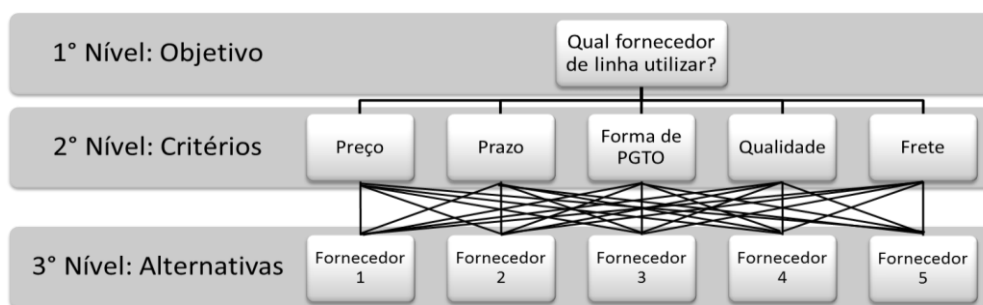 1° Nível: Objetivo
Qual fornecedor
de linha utilizar?
2° Nível: Critérios
Preço
Prazo
Forma de
PGTO
Qualidade
Frete
3° Nível: Alternativas
Fornecedor
1
Fornecedor
2
Fornecedor
3
Fornecedor
4
Fornecedor
5